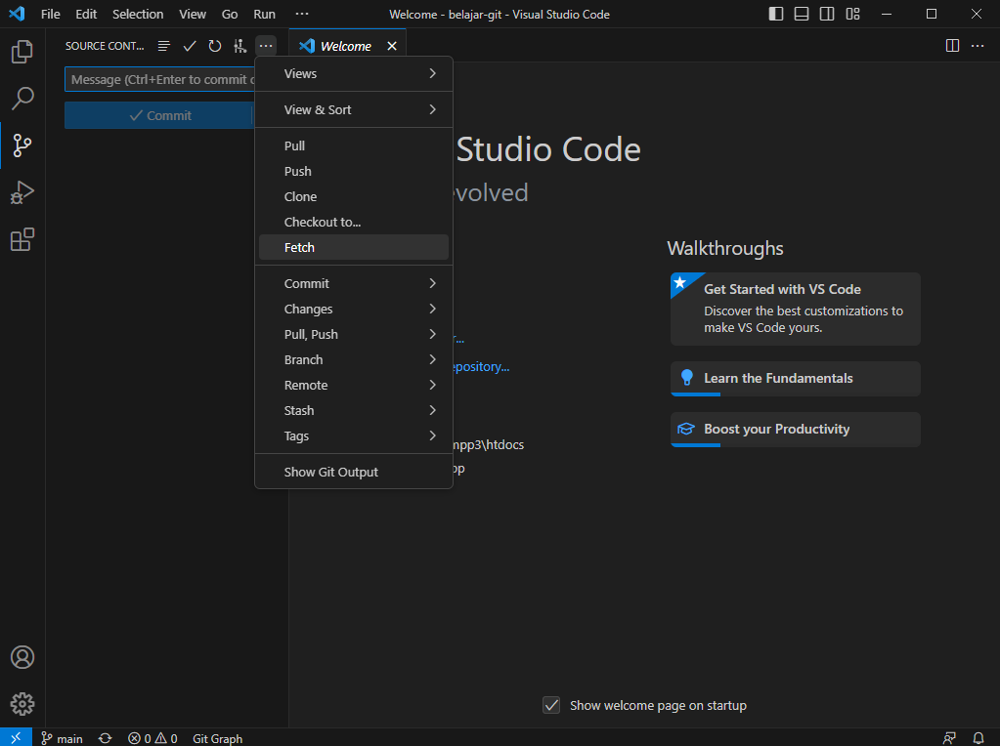 File Edit Selection View Go Run ···
Welcome - belajar-git - Visual Studio Code
SOURCE CONT...
Welcome
Message (Ctrl+Enter to commit
Commit
Views
View & Sort
Pull
Push
Clone
Checkout to...
Fetch
Commit
Changes
Pull, Push
Branch
Remote
Stash
Tags
Show Git Output
Studio Code
volved
Walkthroughs
Get Started with VS Code
Discover the best customizations to
make VS Code yours.
Learn the Fundamentals
Boost your Productivity
r...
epository...
mpp3\htdocs
pp
Show welcome page on startup
main
0 0
Git Graph